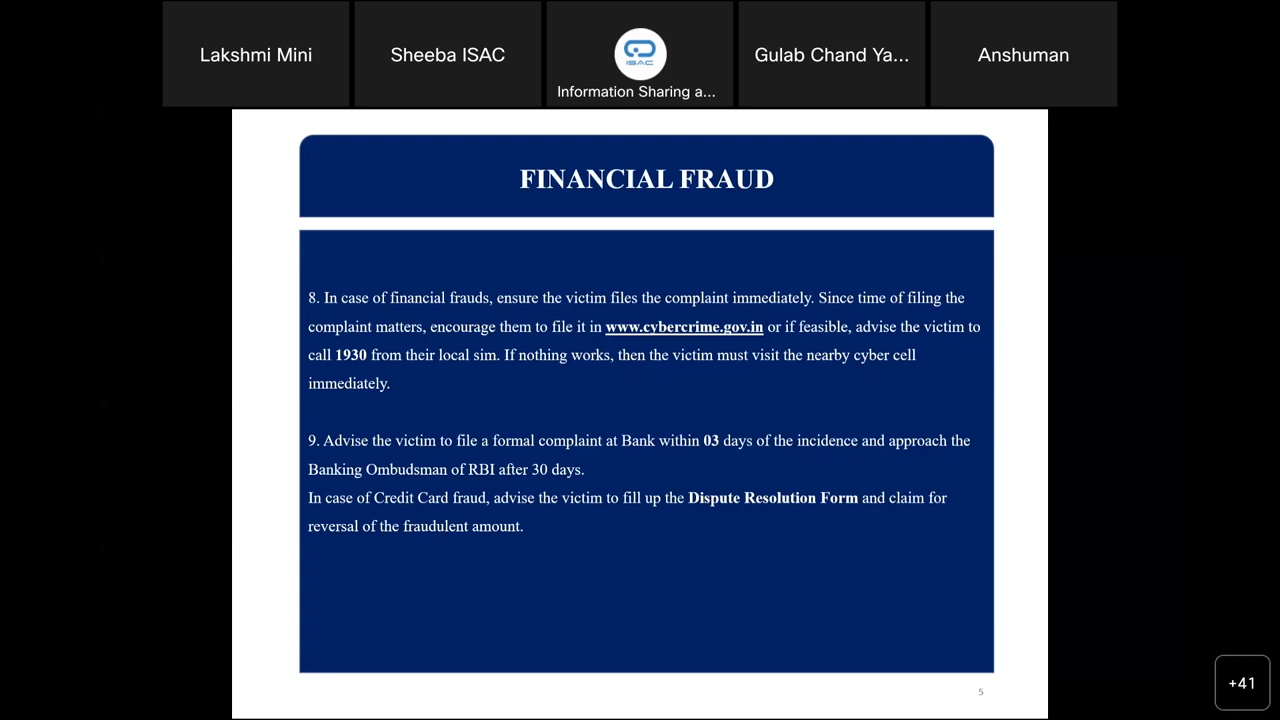 Lakshmi Mini
Sheeba ISAC
ISAC
Information Sharing a...
Gulab Chand Ya...
Anshuman
FINANCIAL FRAUD
8. In case of financial frauds, ensure the victim files the complaint immediately. Since time of filing the
complaint matters, encourage them to file it in www.cybercrime.gov.in or if feasible, advise the victim to
call 1930 from their local sim. If nothing works, then the victim must visit the nearby cyber cell
immediately.
9. Advise the victim to file a formal complaint at Bank within 03 days of the incidence and approach the
Banking Ombudsman of RBI after 30 days.
In case of Credit Card fraud, advise the victim to fill up the Dispute Resolution Form and claim for
reversal of the fraudulent amount.
5
+41